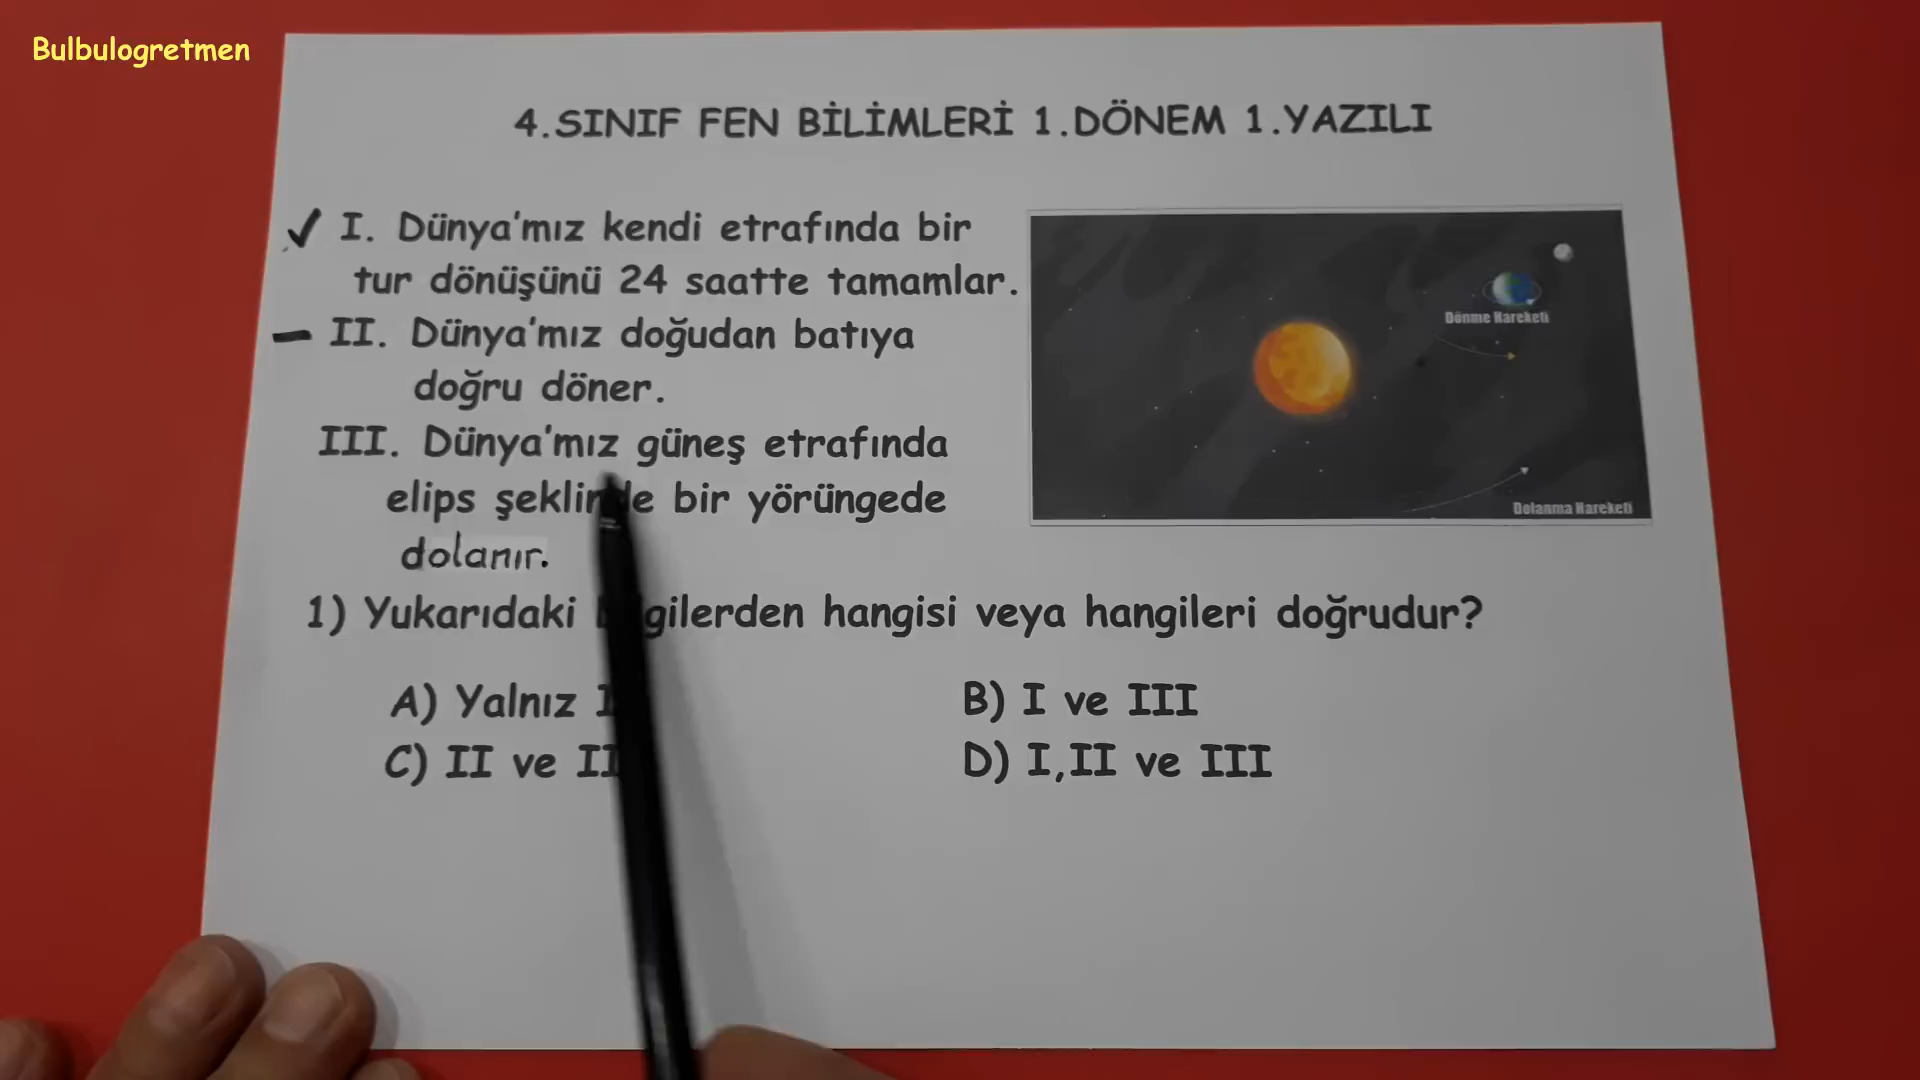 Bulbulogretmen
4.SINIF FEN BİLİMLERİ 1.DÖNEM 1.YAZILI
✓ I. Dünya'mız kendi etrafında bir
tur dönüşünü 24 saatte tamamlar.
— II. Dünya'mız doğudan batıya
doğru döner.
III. Dünya'mız güneş etrafında
elips bir yörüngede
dolanır.
Dönme Hareketi
Dolanma Hareketi
1) Yukarıdaki hangisi veya hangileri doğrudur?
A) Yalnız
B) I ve III
C) II ve
D) I,II ve III